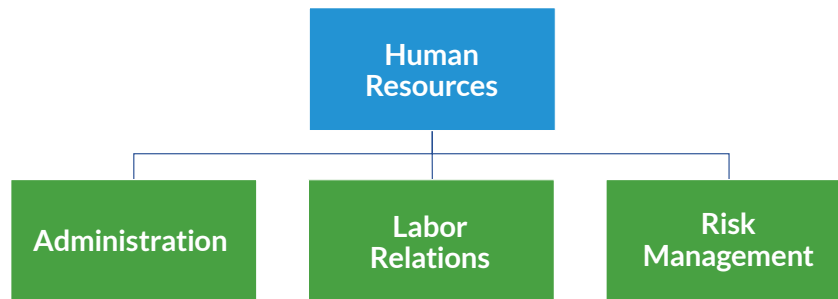 Human
Resources
Administration
Labor
Relations
Risk
Management